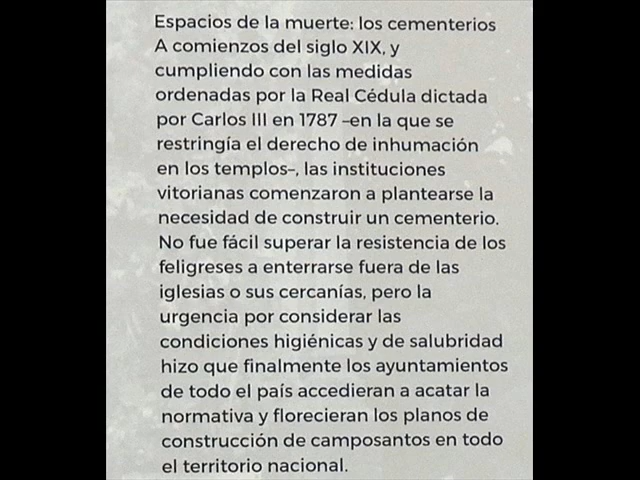 Espacios de la muerte: los cementerios
A comienzos del siglo XIX, y
cumpliendo con las medidas
ordenadas por la Real Cédula dictada
por Carlos III en 1787 –en la que se
restringía el derecho de inhumación
en los templos–, las instituciones
vitorianas comenzaron a plantearse la
necesidad de construir un cementerio.
No fue fácil superar la resistencia de los
feligreses a enterrarse fuera de las
iglesias o sus cercanías, pero la
urgencia por considerar las
condiciones higiénicas y de salubridad
hizo que finalmente los ayuntamientos
de todo el país accedieran a acatar la
normativa y florecieran los planos de
construcción de camposantos en todo
el territorio nacional.